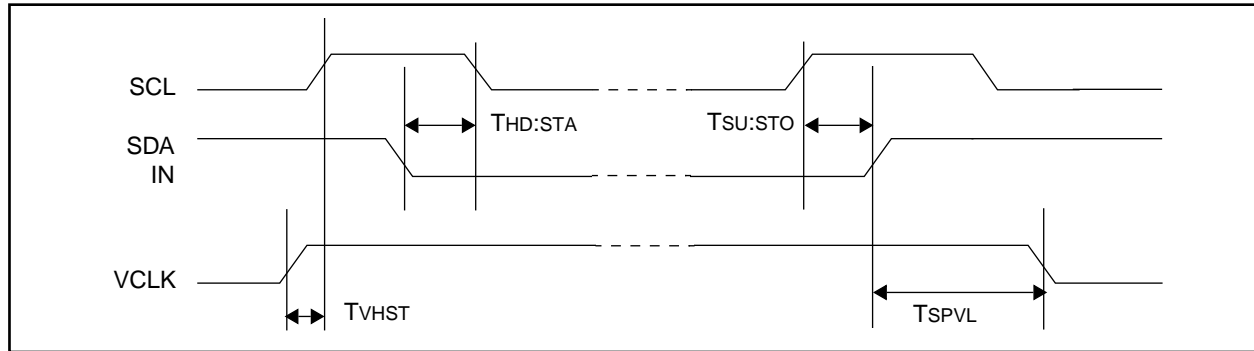 SCL
THD:STA
TSU:STO
SDA
IN
VCLK
TVHST
TSPVL